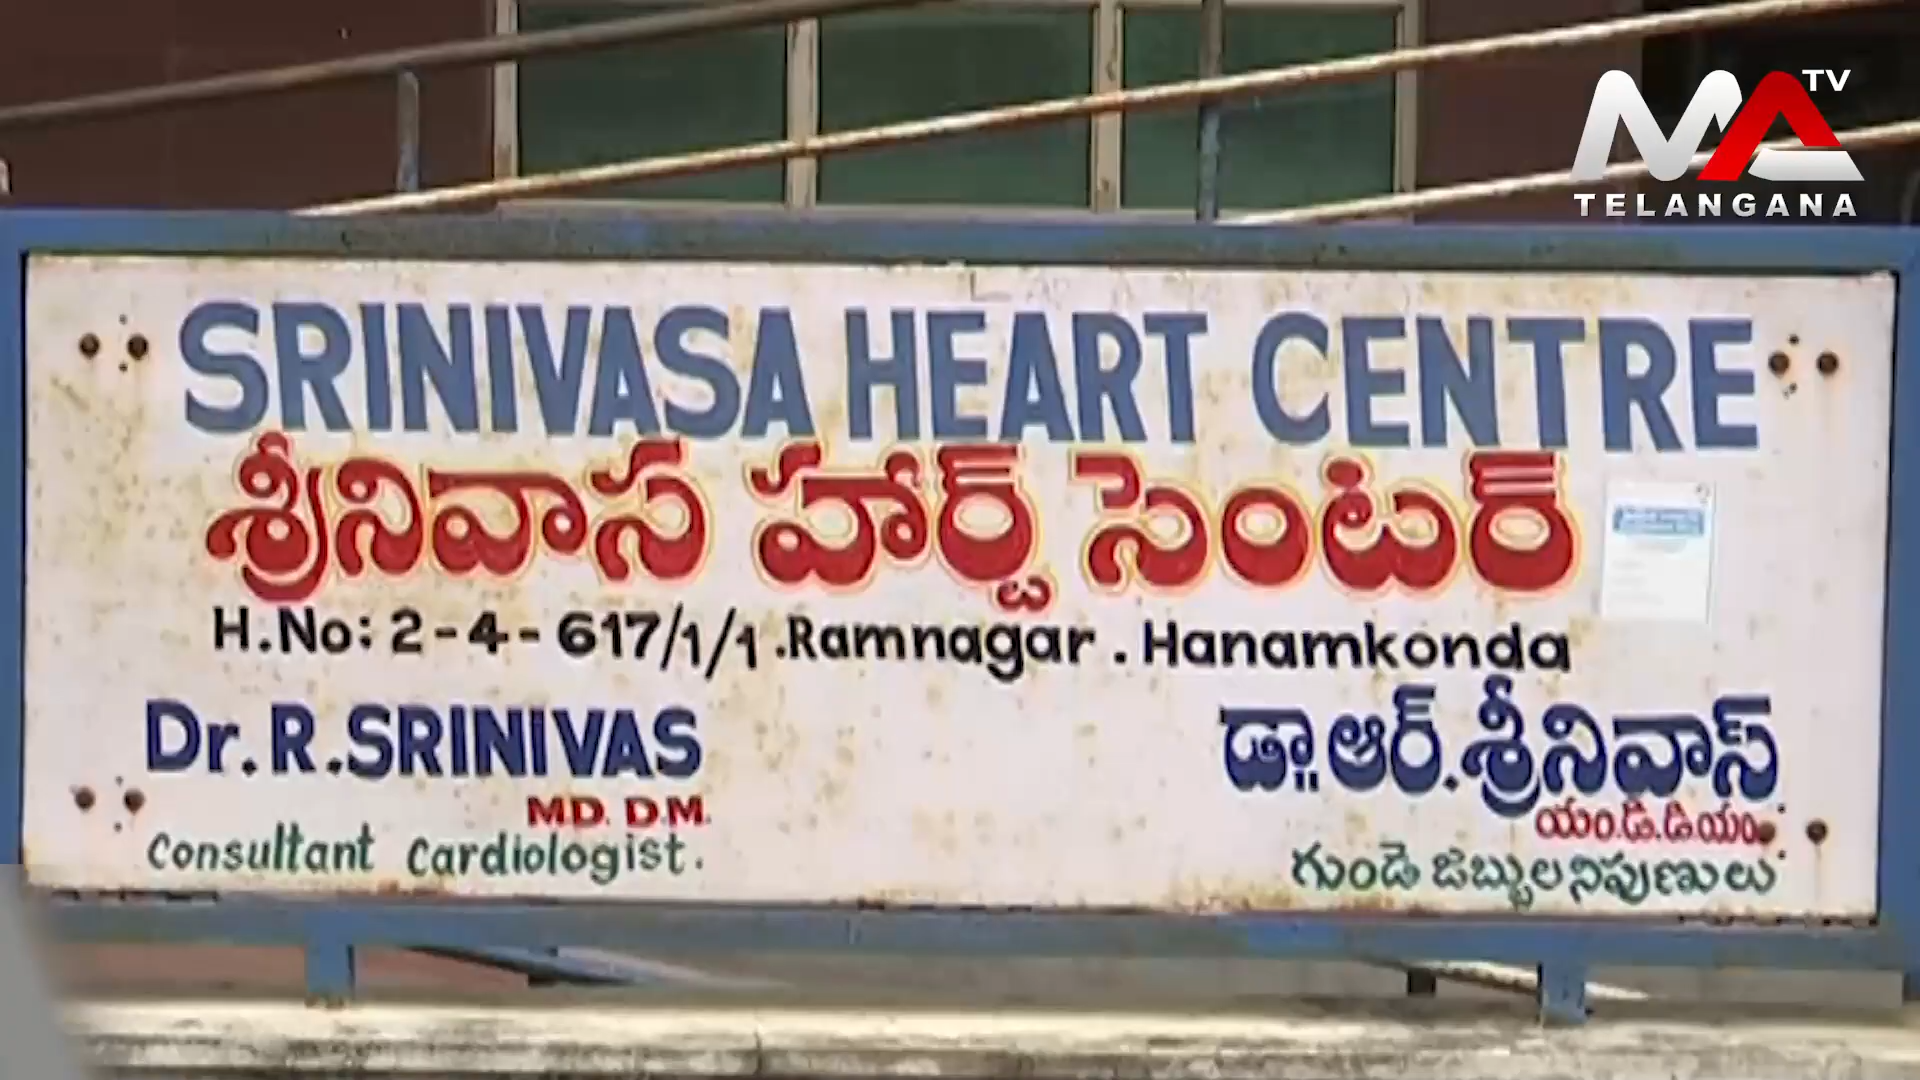 MA TV
TELANGANA
SRINIVASA HEART CENTRE
శ్రీనివాస హార్ట్ సెంటర్
H.No: 2-4-617/1/1.Ramnagar. Hanamkonda
Dr. R. SRINIVAS
MD. D.M.
Consultant Cardiologist.
డా॥ఆర్.శ్రీనివాస్
యం.డి.డి.యం.
గుండె జబ్బుల నిపుణులు